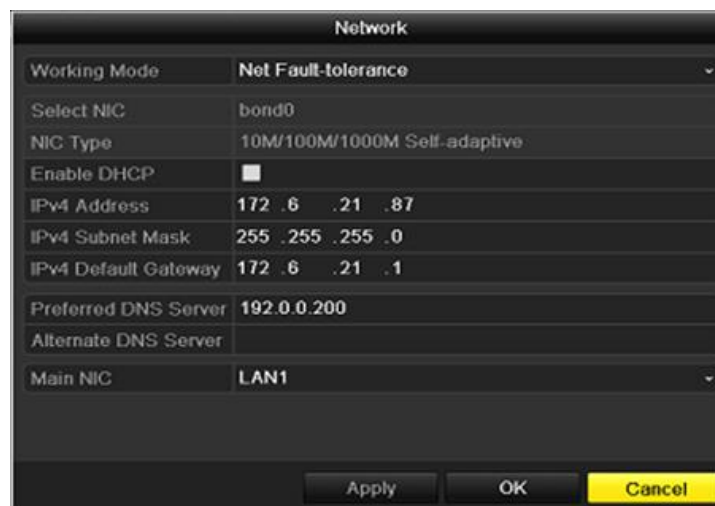 Network
Working Mode Net Fault-tolerance
Select NIC bond0
NIC Type 10M/100M/1000M Self-adaptive
Enable DHCP
IPv4 Address 172 .6 .21 .87
IPv4 Subnet Mask 255 .255 .255 .0
IPv4 Default Gateway 172 .6 .21 .1
Preferred DNS Server 192.0.0.200
Alternate DNS Server
Main NIC LAN1
Apply OK Cancel